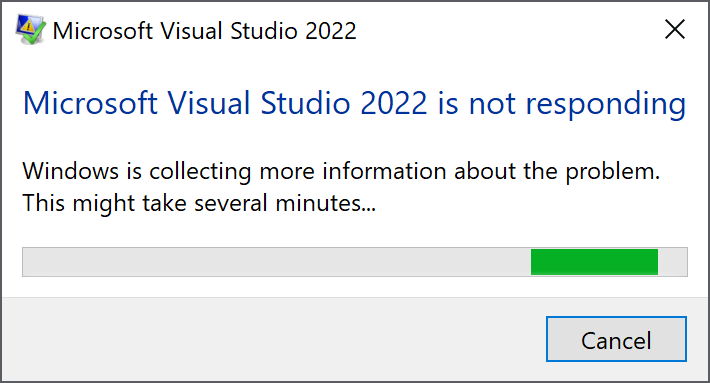 Microsoft Visual Studio 2022
Microsoft Visual Studio 2022 is not responding
Windows is collecting more information about the problem.
This might take several minutes...
Cancel